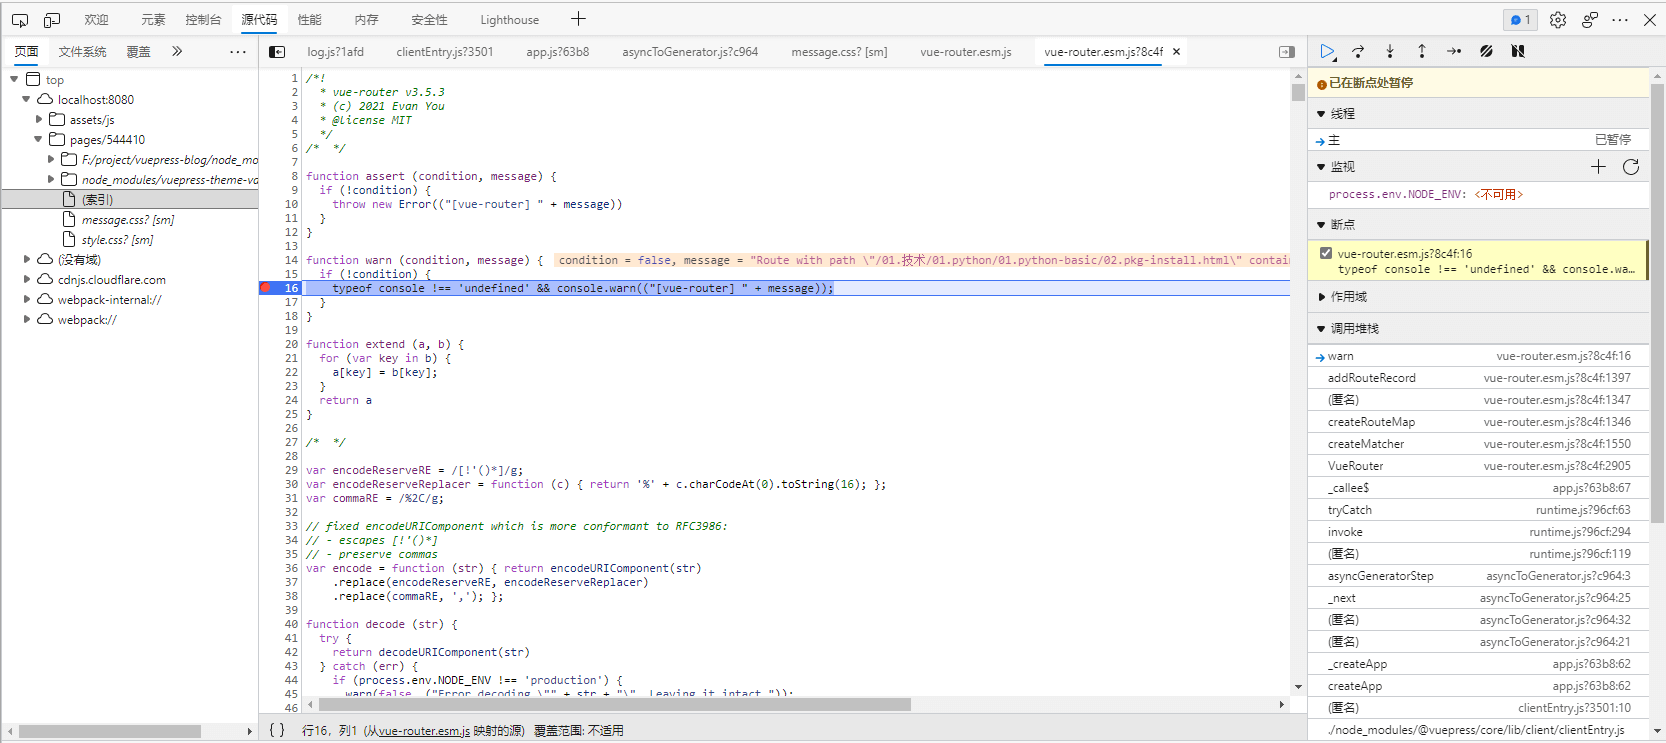 欢迎 元素 控制台 源代码 性能 内存 安全性 Lighthouse 1
页面 文件系统 覆盖
log.js?1afd clientEntry.js?3501 app.js?63b8 asyncToGenerator.js?c964 message.css? [sm] vue-router.esm.js vue-router.esm.js?8c4f
top
localhost:8080
assets/js
pages/544410
F:/project/vuepress-blog/node_mo
node_modules/vuepress-theme-va
(索引)
message.css? [sm]
style.css? [sm]
(没有域)
cdnjs.cloudflare.com
webpack-internal://
webpack://
1 /*!
2 * vue-router v3.5.3
3 * (c) 2021 Evan You
4 * @license MIT
5 */
6 /*  */
7
8 function assert (condition, message) {
9 if (!condition) {
10 throw new Error(("[vue-router] " + message))
11 }
12 }
13
14 function warn (condition, message) { condition = false, message = "Route with path \"/01.技术/01.python/01.python-basic/02.pkg-install.html\" contain
15 if (!condition) {
16 typeof console !== 'undefined' && console.warn(("[vue-router] " + message));
17 }
18 }
19
20 function extend (a, b) {
21 for (var key in b) {
22 a[key] = b[key];
23 }
24 return a
25 }
26
27 /*  */
28
29 var encodeReserveRE = /[!'()*]/g;
30 var encodeReserveReplacer = function (c) { return '%' + c.charCodeAt(0).toString(16); };
31 var commaRE = /%2C/g;
32
33 // fixed encodeURIComponent which is more conformant to RFC3986:
34 // - escapes [!'()*]
35 // - preserve commas
36 var encode = function (str) { return encodeURIComponent(str)
37 .replace(encodeReserveRE, encodeReserveReplacer)
38 .replace(commaRE, ','); };
39
40 function decode (str) {
41 try {
42 return decodeURIComponent(str)
43 } catch (err) {
44 if (process.env.NODE_ENV !== 'production') {
45 warn(false, ("Error decoding \"" + str + "\". Leaving it intact."));
46
{ } 行16，列1 (从vue-router.esm.js 映射的源) 覆盖范围: 不适用
已在断点处暂停
线程
主 已暂停
监视
process.env.NODE_ENV: <不可用>
断点
vue-router.esm.js?8c4f:16
typeof console !== 'undefined' && console.wa…
作用域
调用堆栈
warn vue-router.esm.js?8c4f:16
addRouteRecord vue-router.esm.js?8c4f:1397
(匿名) vue-router.esm.js?8c4f:1347
createRouteMap vue-router.esm.js?8c4f:1346
createMatcher vue-router.esm.js?8c4f:1550
VueRouter vue-router.esm.js?8c4f:2905
_callee$ app.js?63b8:67
tryCatch runtime.js?96cf:63
invoke runtime.js?96cf:294
(匿名) runtime.js?96cf:119
asyncGeneratorStep asyncToGenerator.js?c964:3
_next asyncToGenerator.js?c964:25
(匿名) asyncToGenerator.js?c964:32
(匿名) asyncToGenerator.js?c964:21
_createApp app.js?63b8:62
createApp app.js?63b8:62
(匿名) clientEntry.js?3501:10
./node_modules/@vuepress/core/lib/client/clientEntry.js